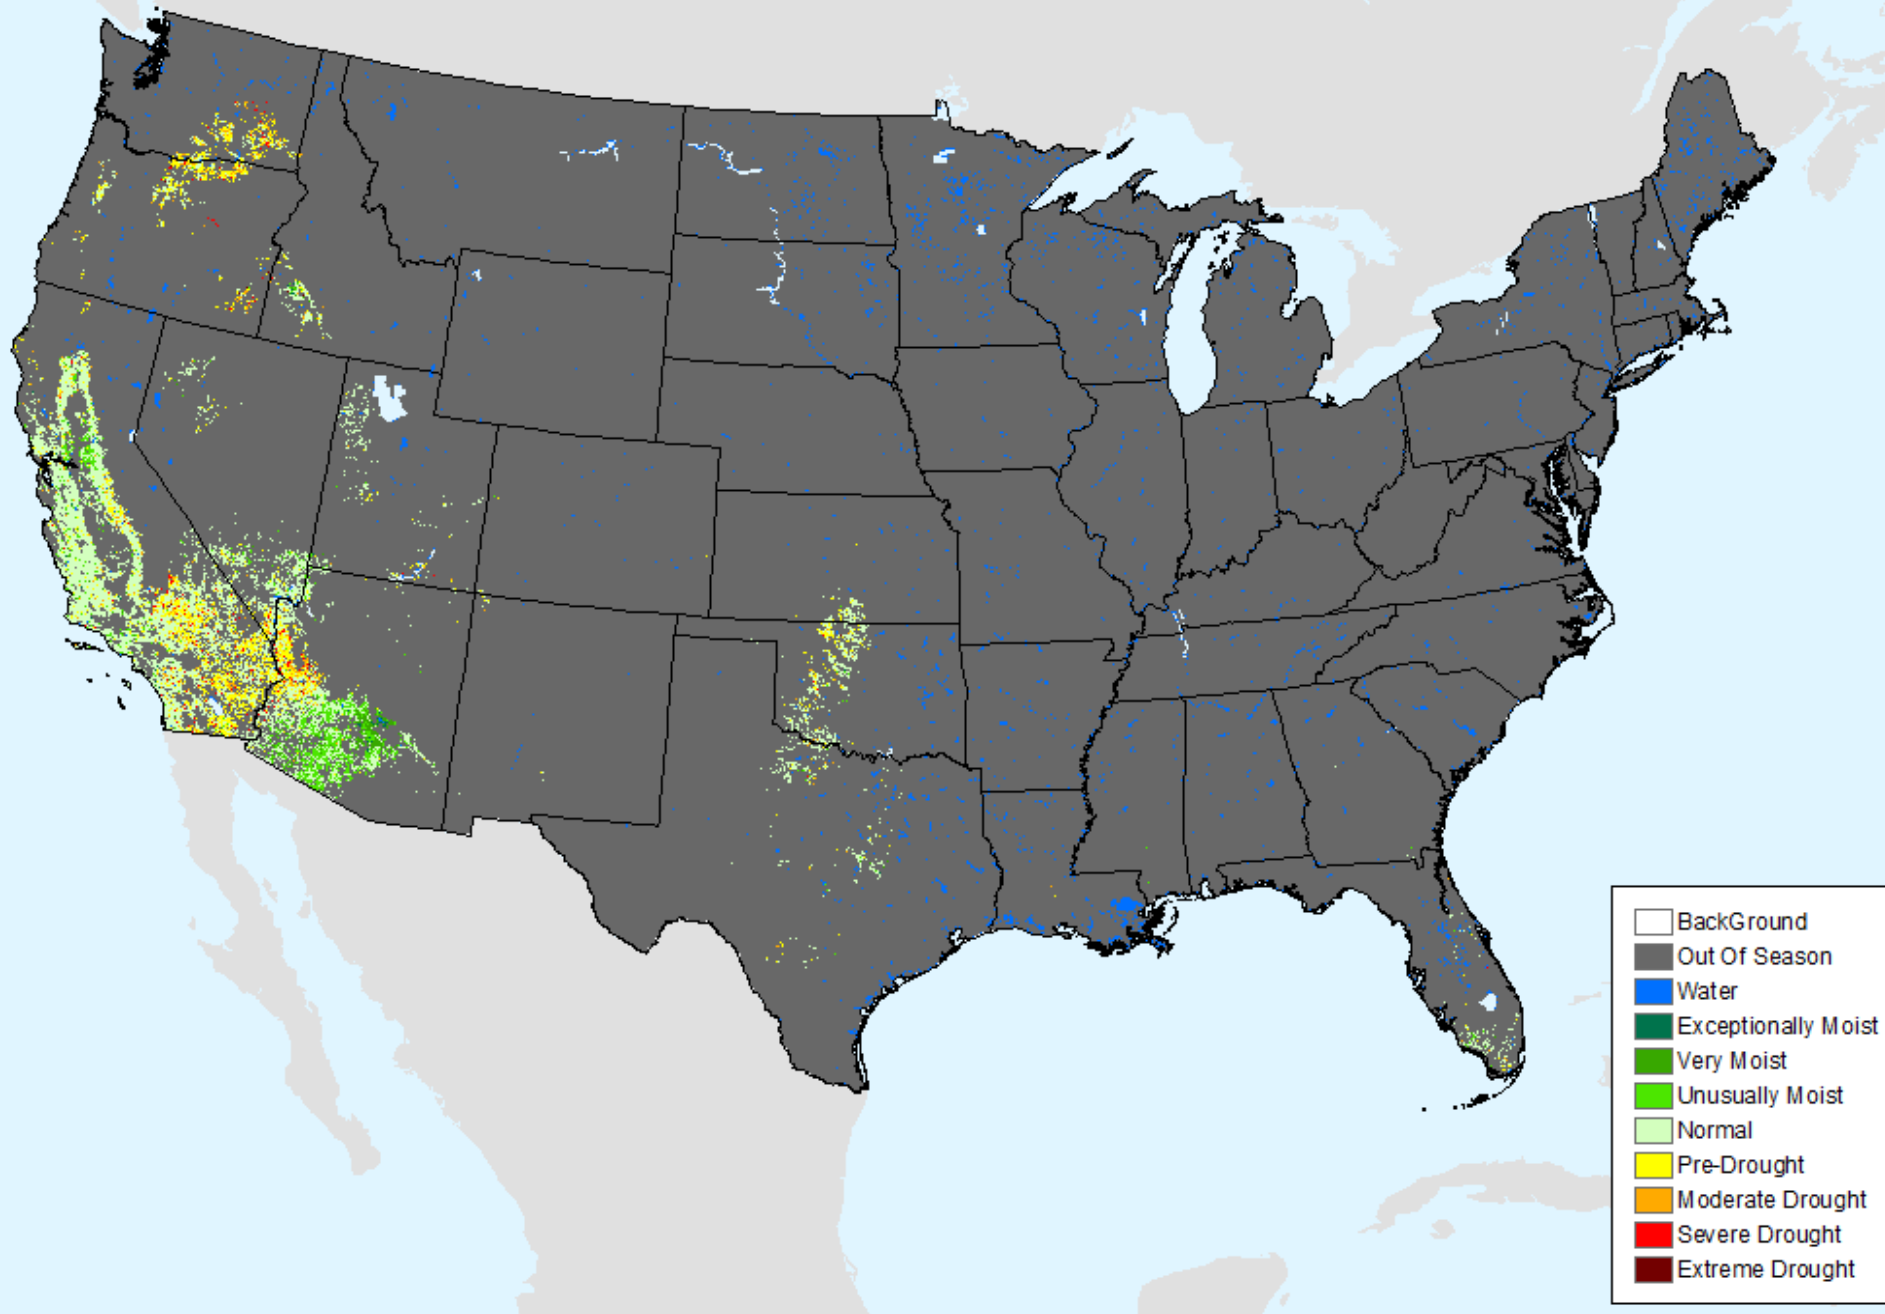 BackGround
Out Of Season
Water
Exceptionally Moist
Very Moist
Unusually Moist
Normal
Pre-Drought
Moderate Drought
Severe Drought
Extreme Drought